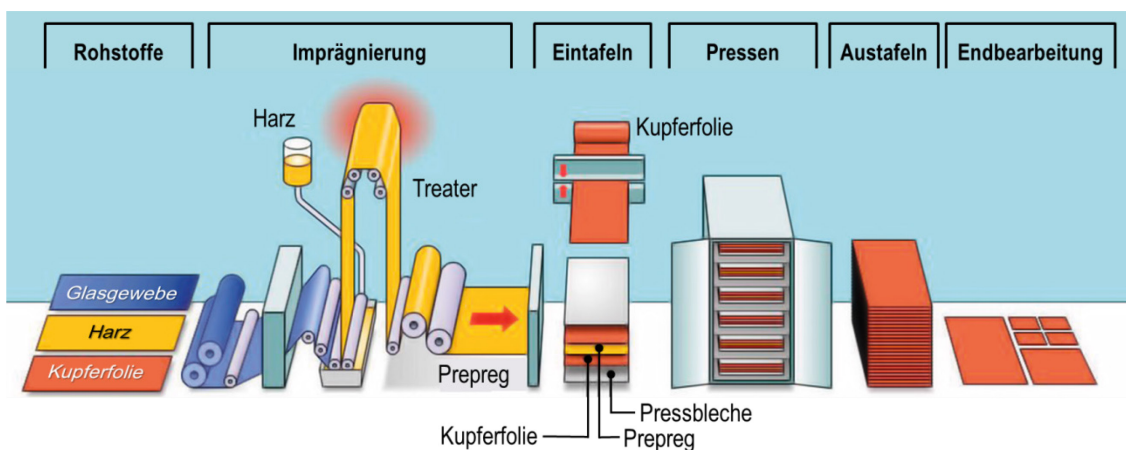 Rohstoffe
Imprägnierung
Eintafeln
Pressen
Austafeln
Endbearbeitung
Harz
Kupferfolie
Treater
Glasgewebe
Harz
Kupferfolie
Prepreg
Pressbleche
Kupferfolie
Prepreg